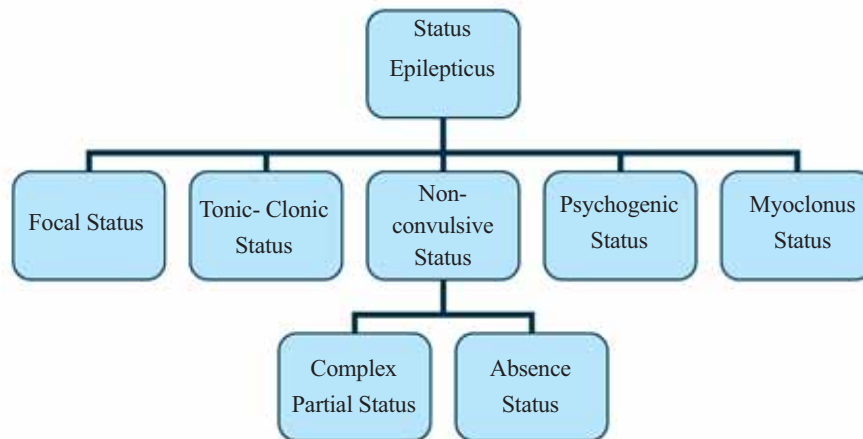 Status
Epilepticus
Focal Status
Tonic- Clonic
Status
Non-
convulsive
Status
Psychogenic
Status
Myoclonus
Status
Complex
Partial Status
Absence
Status